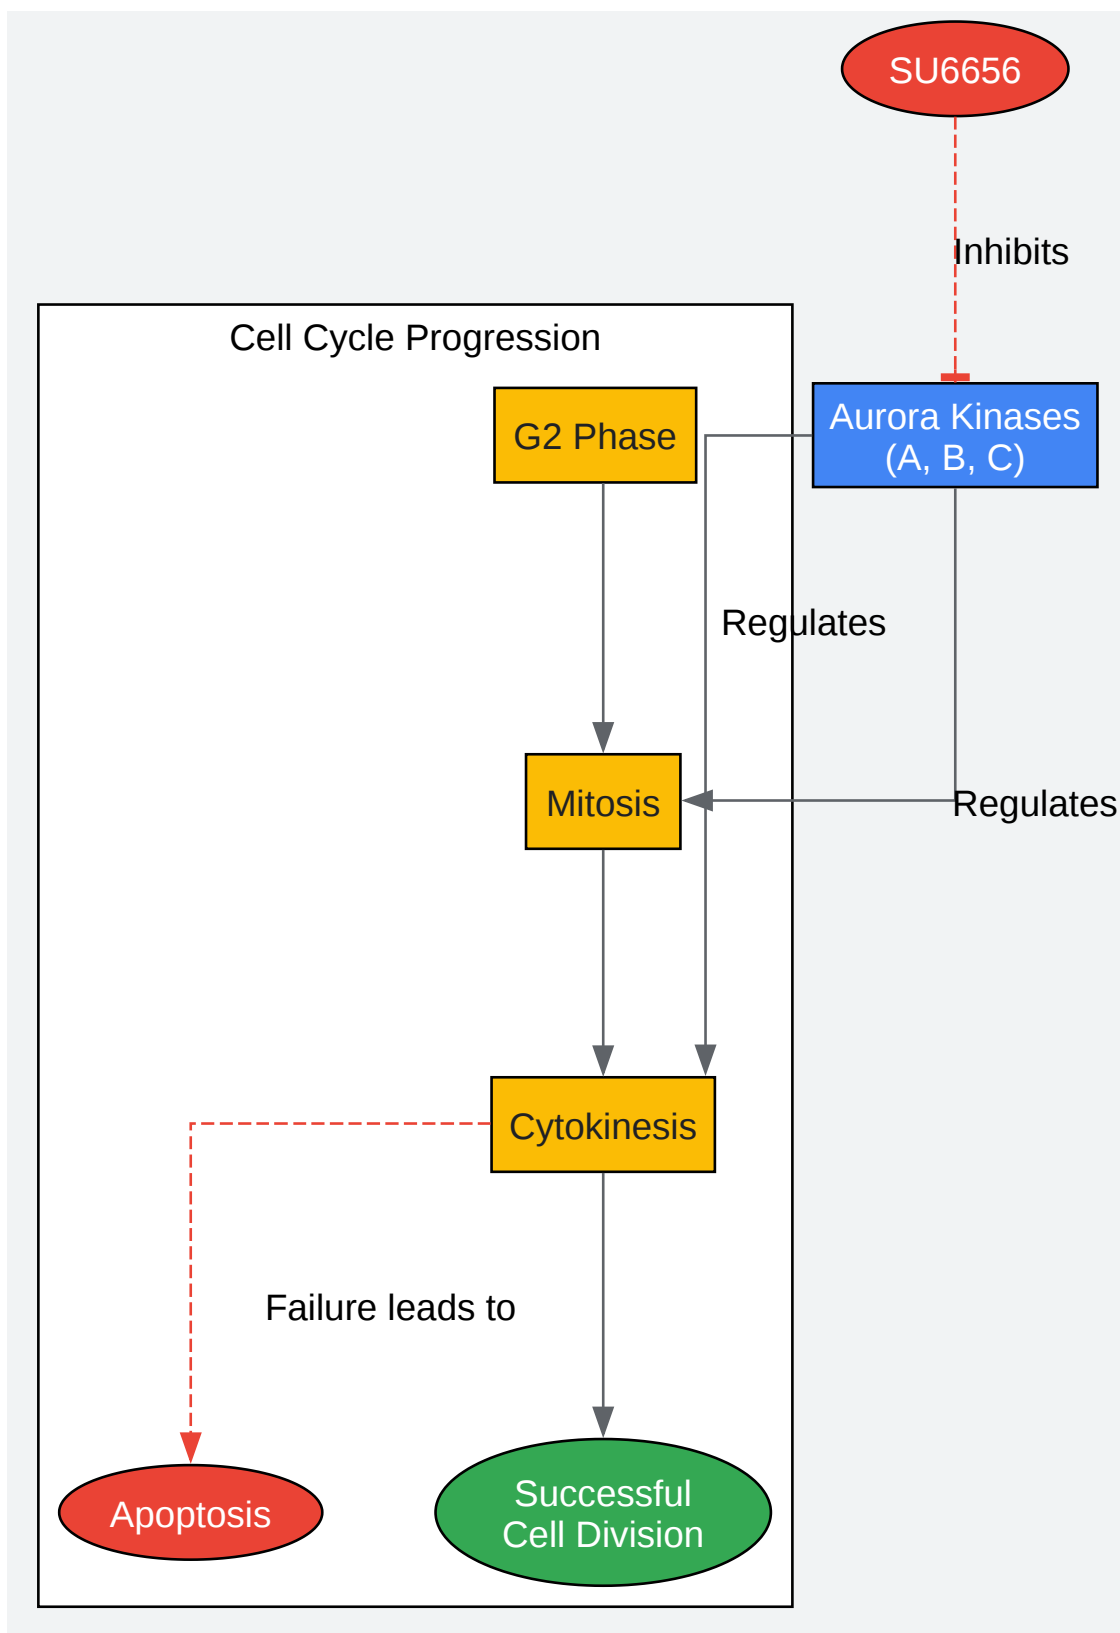 SU6656
Inhibits
Cell Cycle Progression
G2 Phase
Aurora Kinases
(A, B, C)
Regulates
Mitosis
Regulates
Cytokinesis
Failure leads to
Apoptosis
Successful
Cell Division